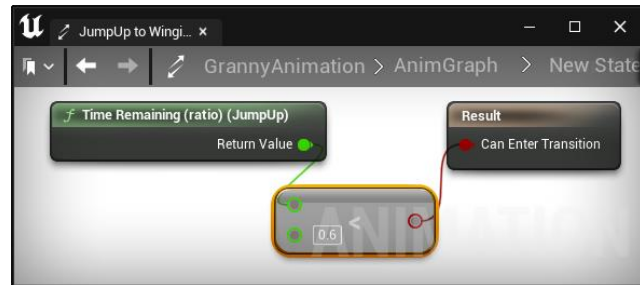 JumpUp to Wingi...
GrannyAnimation > AnimGraph > New State
Time Remaining (ratio) (JumpUp)
Return Value
Result
Can Enter Transition
<
0.6
ANIMATION